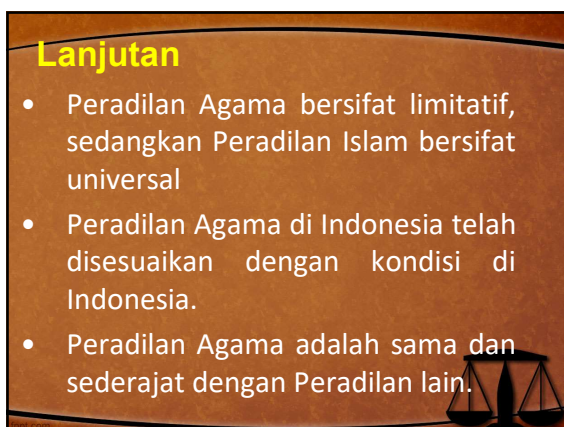 Lanjutan
• Peradilan Agama bersifat limitatif,
sedangkan Peradilan Islam bersifat
universal
• Peradilan Agama di Indonesia telah
disesuaikan dengan kondisi di
Indonesia.
• Peradilan Agama adalah sama dan
sederajat dengan Peradilan lain.